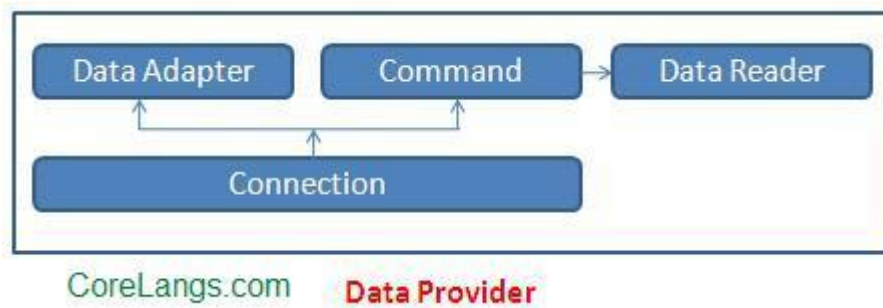 Data Adapter
Command
Data Reader
Connection
CoreLangs.com
Data Provider